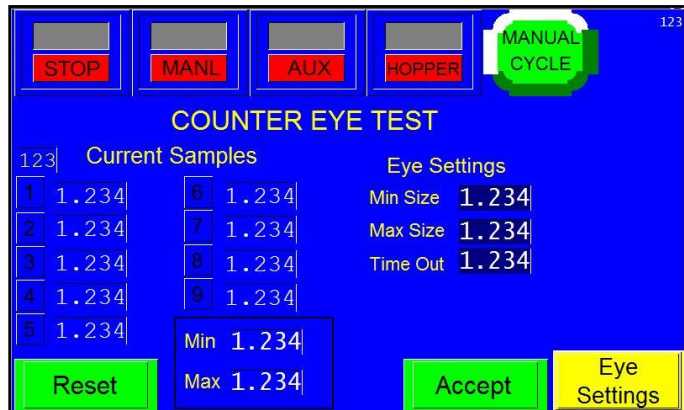 123
STOP MANL AUX HOPPER MANUAL
CYCLE
COUNTER EYE TEST
123 Current Samples
Eye Settings
1 1.234 6 1.234 Min Size 1.234
2 1.234 7 1.234 Max Size 1.234
3 1.234 8 1.234 Time Out 1.234
4 1.234 9 1.234
5 1.234
Min 1.234
Max 1.234
Reset Accept Eye
Settings